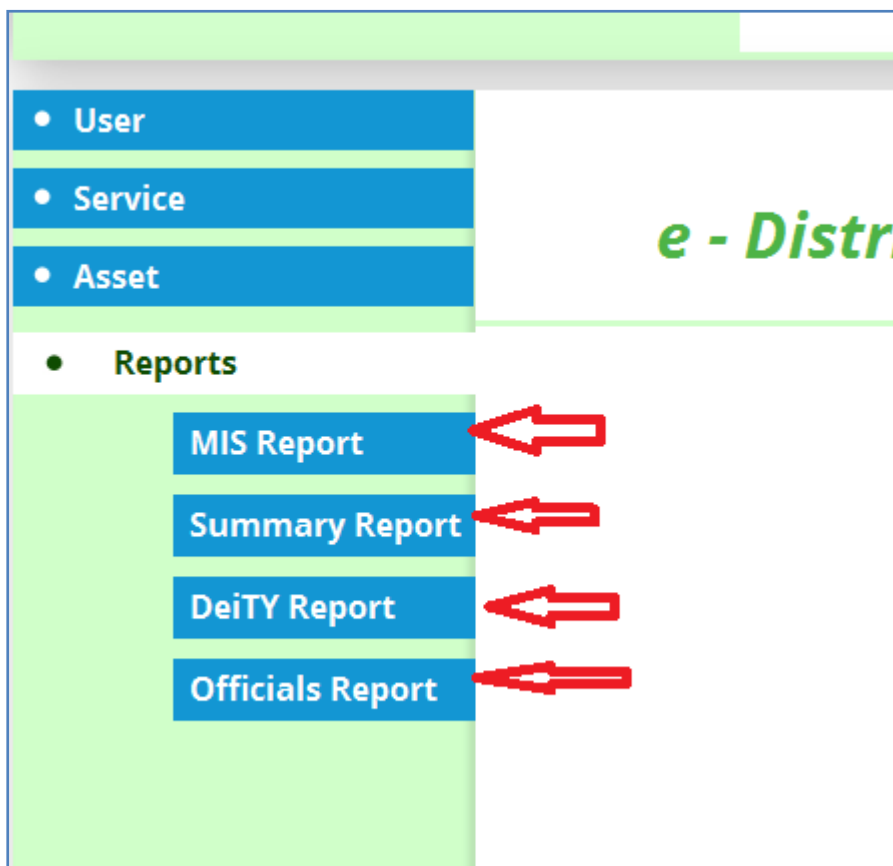 User
Service
e - Distr
Asset
Reports
MIS Report
Summary Report
DeiTY Report
Officials Report